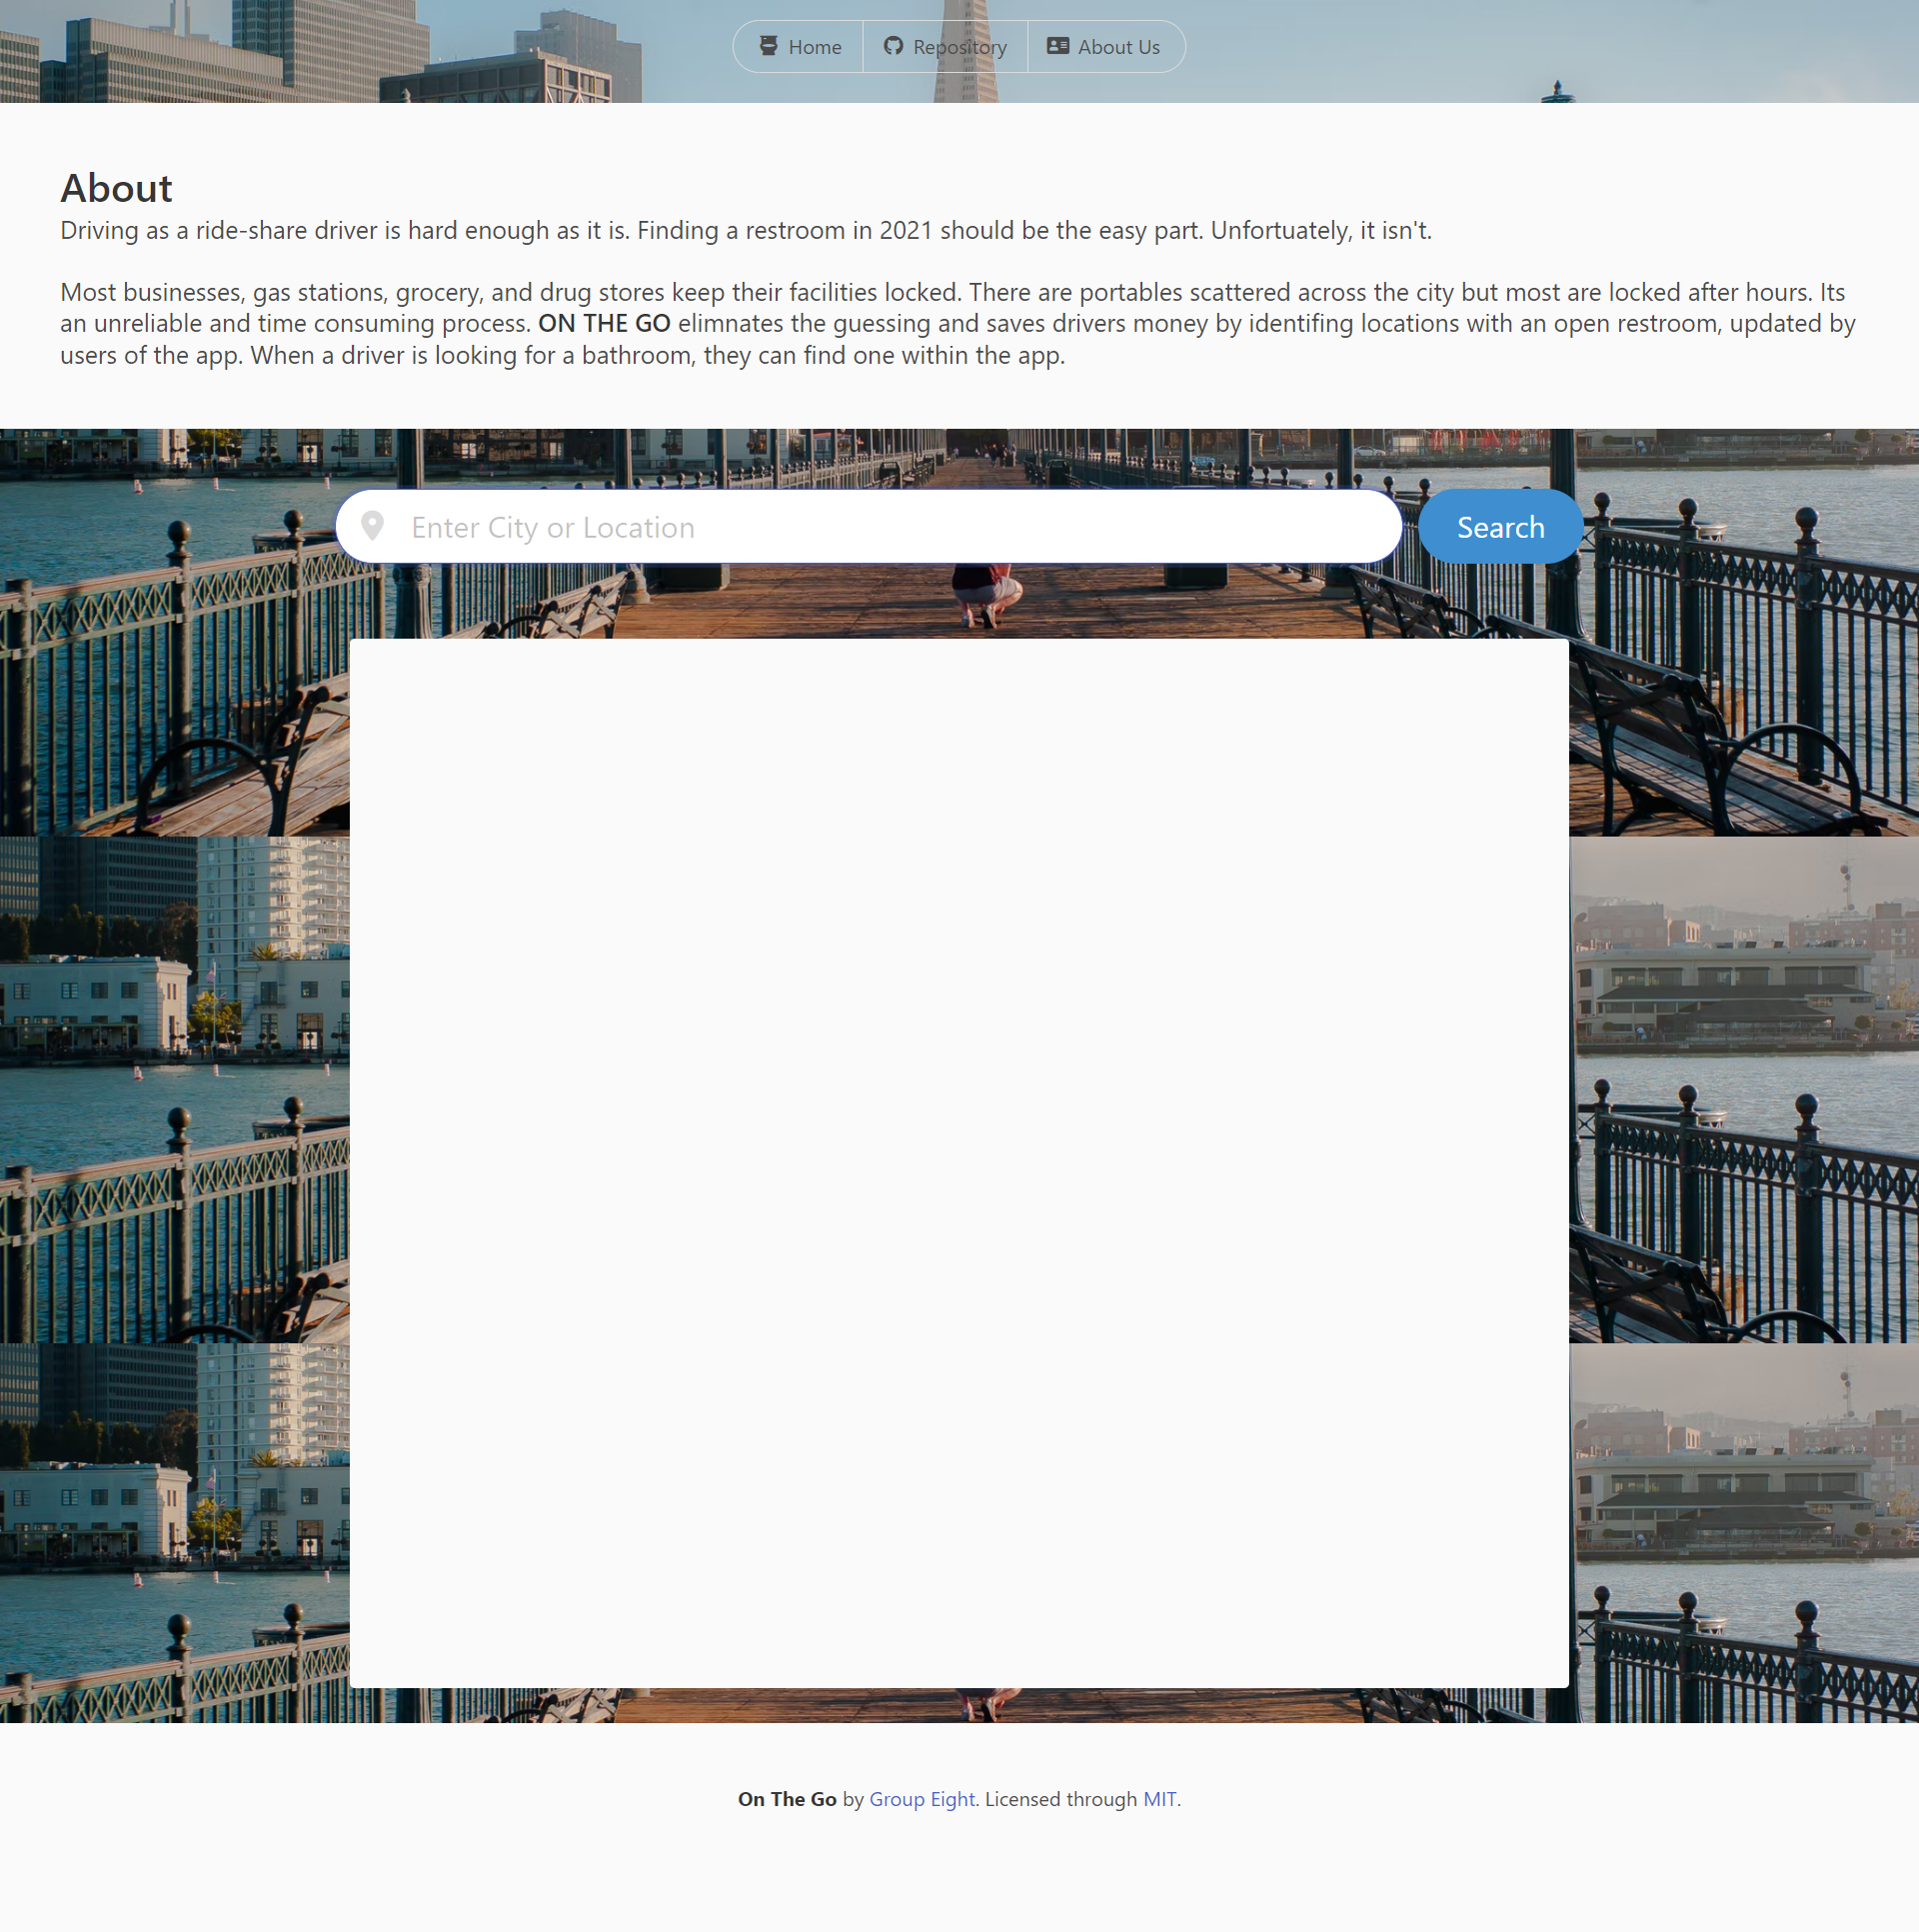 Home Repository About Us
About
Driving as a ride-share driver is hard enough as it is. Finding a restroom in 2021 should be the easy part. Unfortuately, it isn't.
Most businesses, gas stations, grocery, and drug stores keep their facilities locked. There are portables scattered across the city but most are locked after hours. Its
an unreliable and time consuming process. ON THE GO elimnates the guessing and saves drivers money by identifing locations with an open restroom, updated by
users of the app. When a driver is looking for a bathroom, they can find one within the app.
Enter City or Location Search
On The Go by Group Eight. Licensed through MIT.